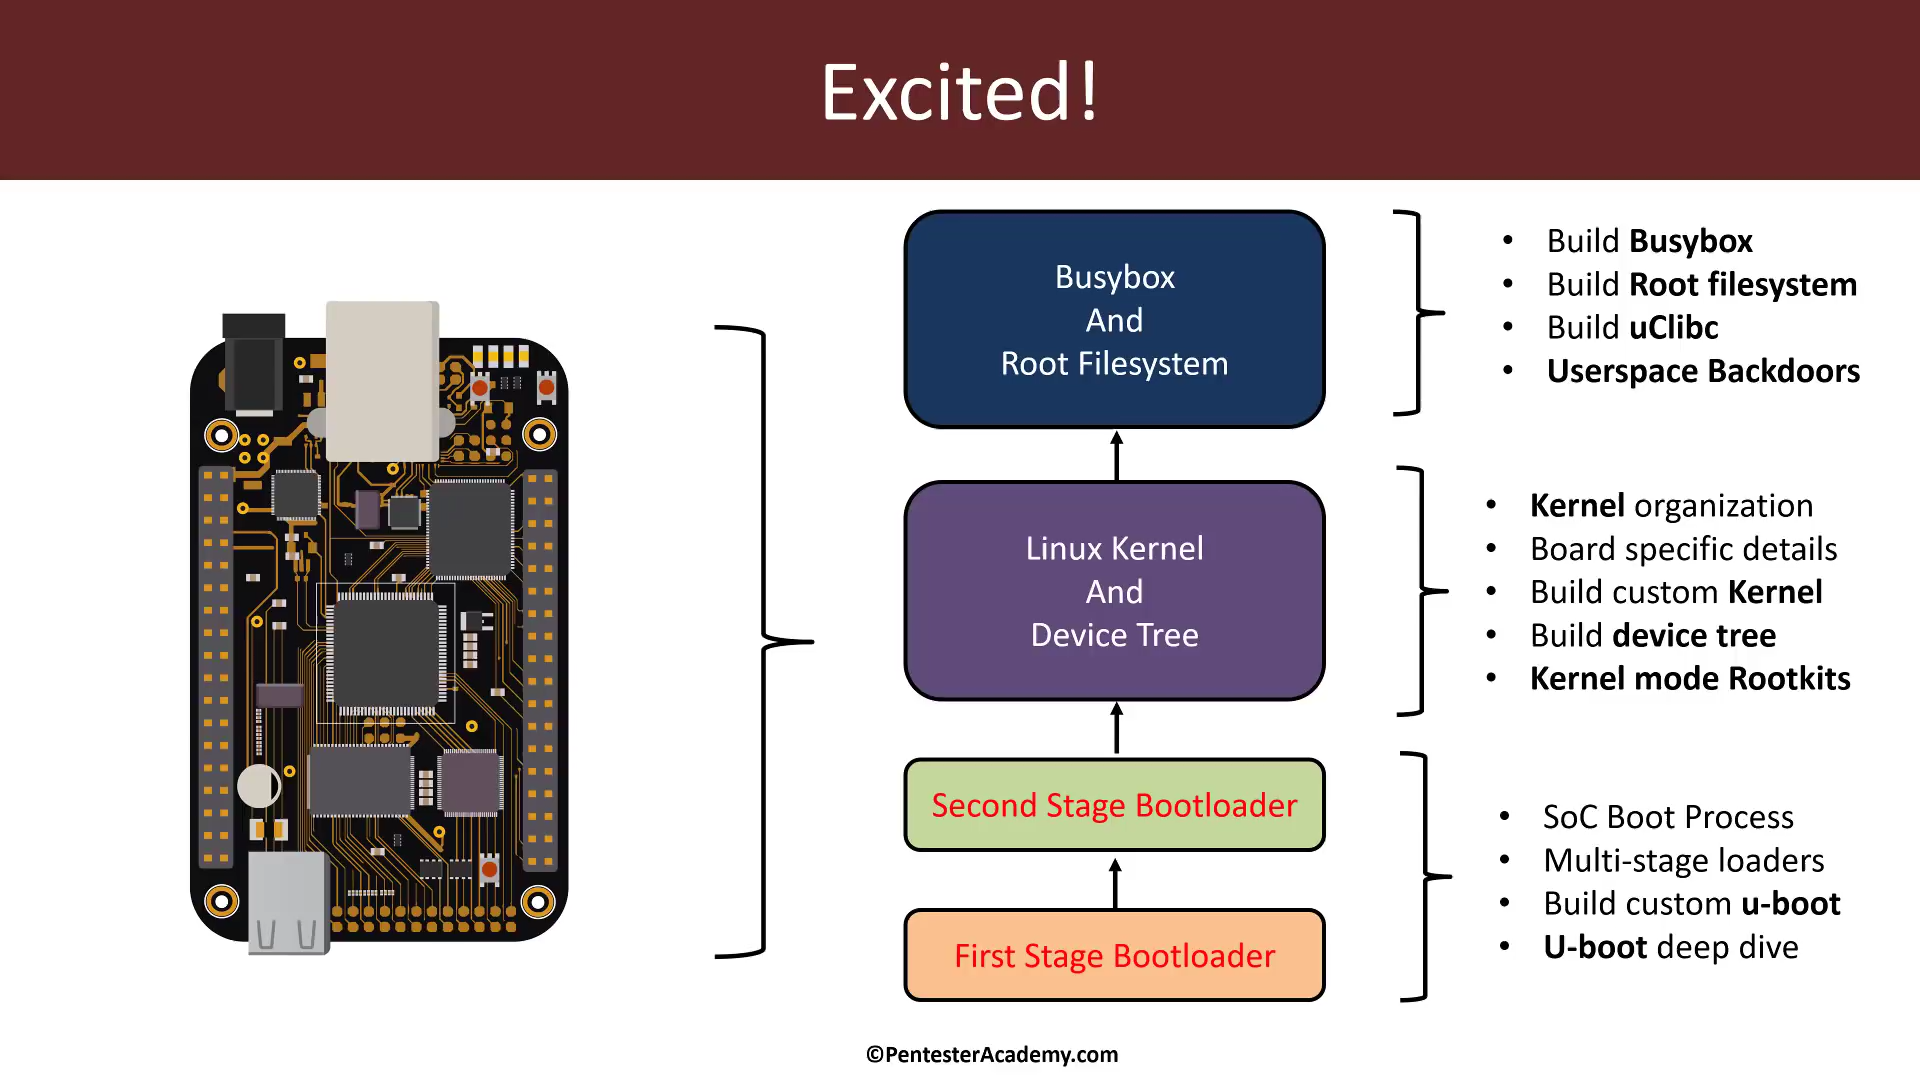 Excited!
Busybox
And
Root Filesystem
• Build Busybox
• Build Root filesystem
• Build uClibc
• Userspace Backdoors
Linux Kernel
And
Device Tree
• Kernel organization
• Board specific details
• Build custom Kernel
• Build device tree
• Kernel mode Rootkits
Second Stage Bootloader
First Stage Bootloader
• SoC Boot Process
• Multi-stage loaders
• Build custom u-boot
• U-boot deep dive
©PentesterAcademy.com